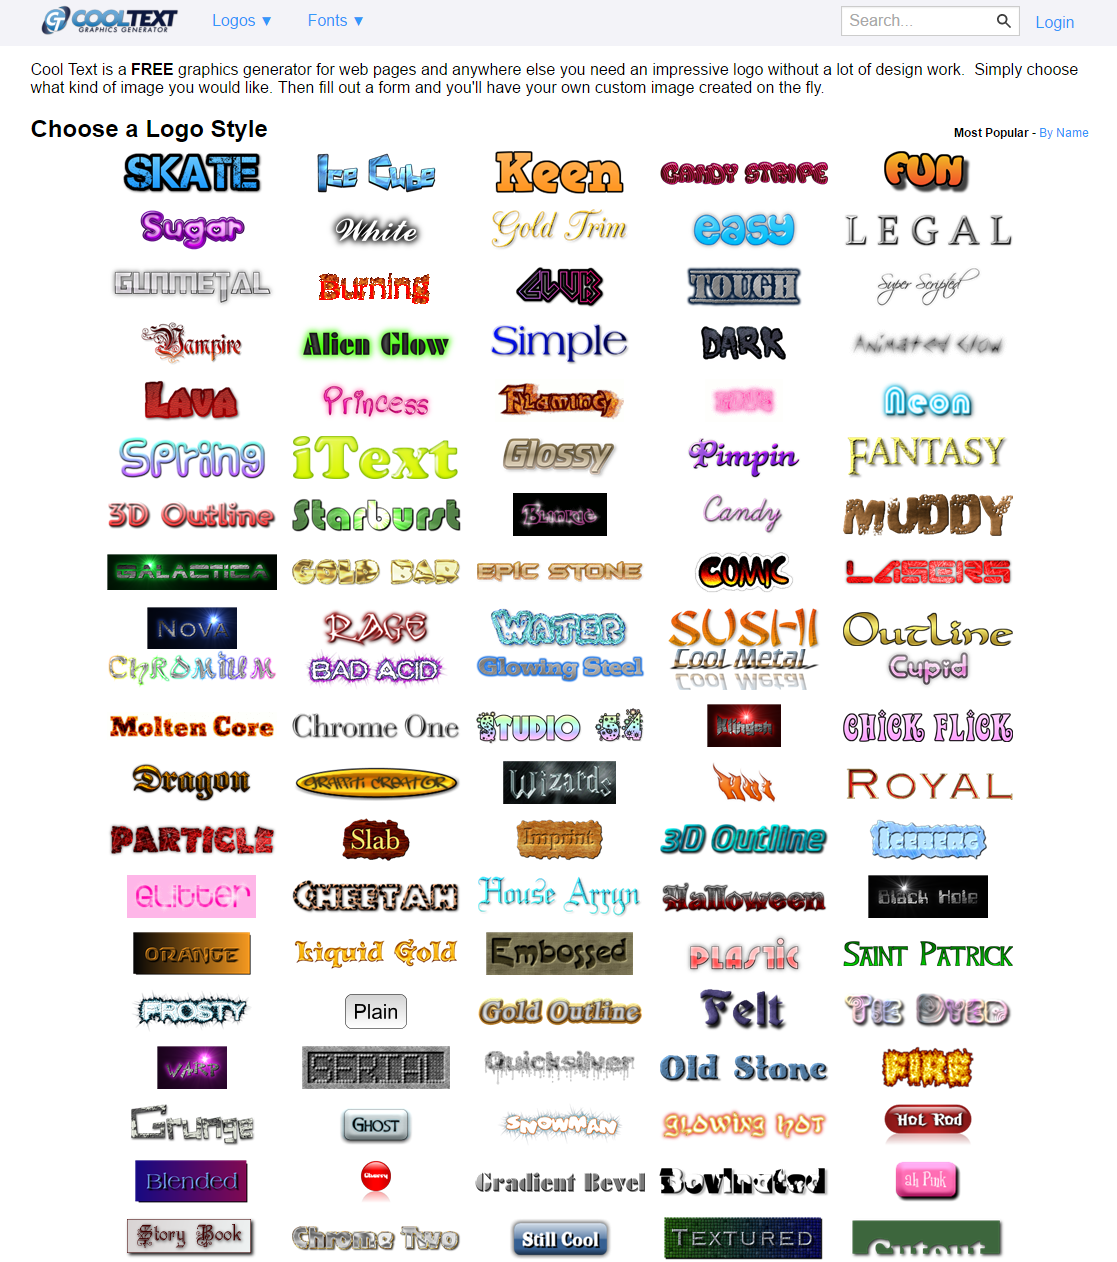 COOLTEXT
GRAPHICS GENERATOR
Logos ▼ Fonts ▼ Search... Login
Cool Text is a FREE graphics generator for web pages and anywhere else you need an impressive logo without a lot of design work. Simply choose
what kind of image you would like. Then fill out a form and you'll have your own custom image created on the fly.
Choose a Logo Style Most Popular - By Name
SKATE Ice Cube Keen CANDY STRIPE FUN
Sugar White Gold Trim easy LEGAL
GUNMETAL Burning CLUB TOUGH Super Scripted
Vampire Alien Glow Simple DARK Animated Glow
LAVA Princess Flaming Neon
Spring iText Glossy Pimpin FANTASY
3D Outline Starburst Blinkie Candy MUDDY
GALACTICA GOLD BAR EPIC STONE COMIC LASERS
NOVA RAGE WATER SUSHI Outline
CHROMIUM BAD ACID Glowing Steel Cool Metal Cupid
Molten Core Chrome One STUDIO 54 Klingon CHICK FLICK
Dragon GRAFFITI CREATOR Wizards Hot ROYAL
PARTICLE Slab Imprint 3D Outline Iceberg
Glitter CHEETAH House Arryn Halloween Black Hole
ORANGE Liquid Gold Embossed PLASTIC SAINT PATRICK
FROSTY Plain Gold Outline Felt TIE DYED
WARP SERIAL Quicksilver Old Stone FIRE
Grunge GHOST SNOWMAN GLOWING HOT Hot Rod
Blended Cherry Gradient Bevel Bovinated ah Pink
Story Book Chrome Two Still Cool TEXTURED Cutout